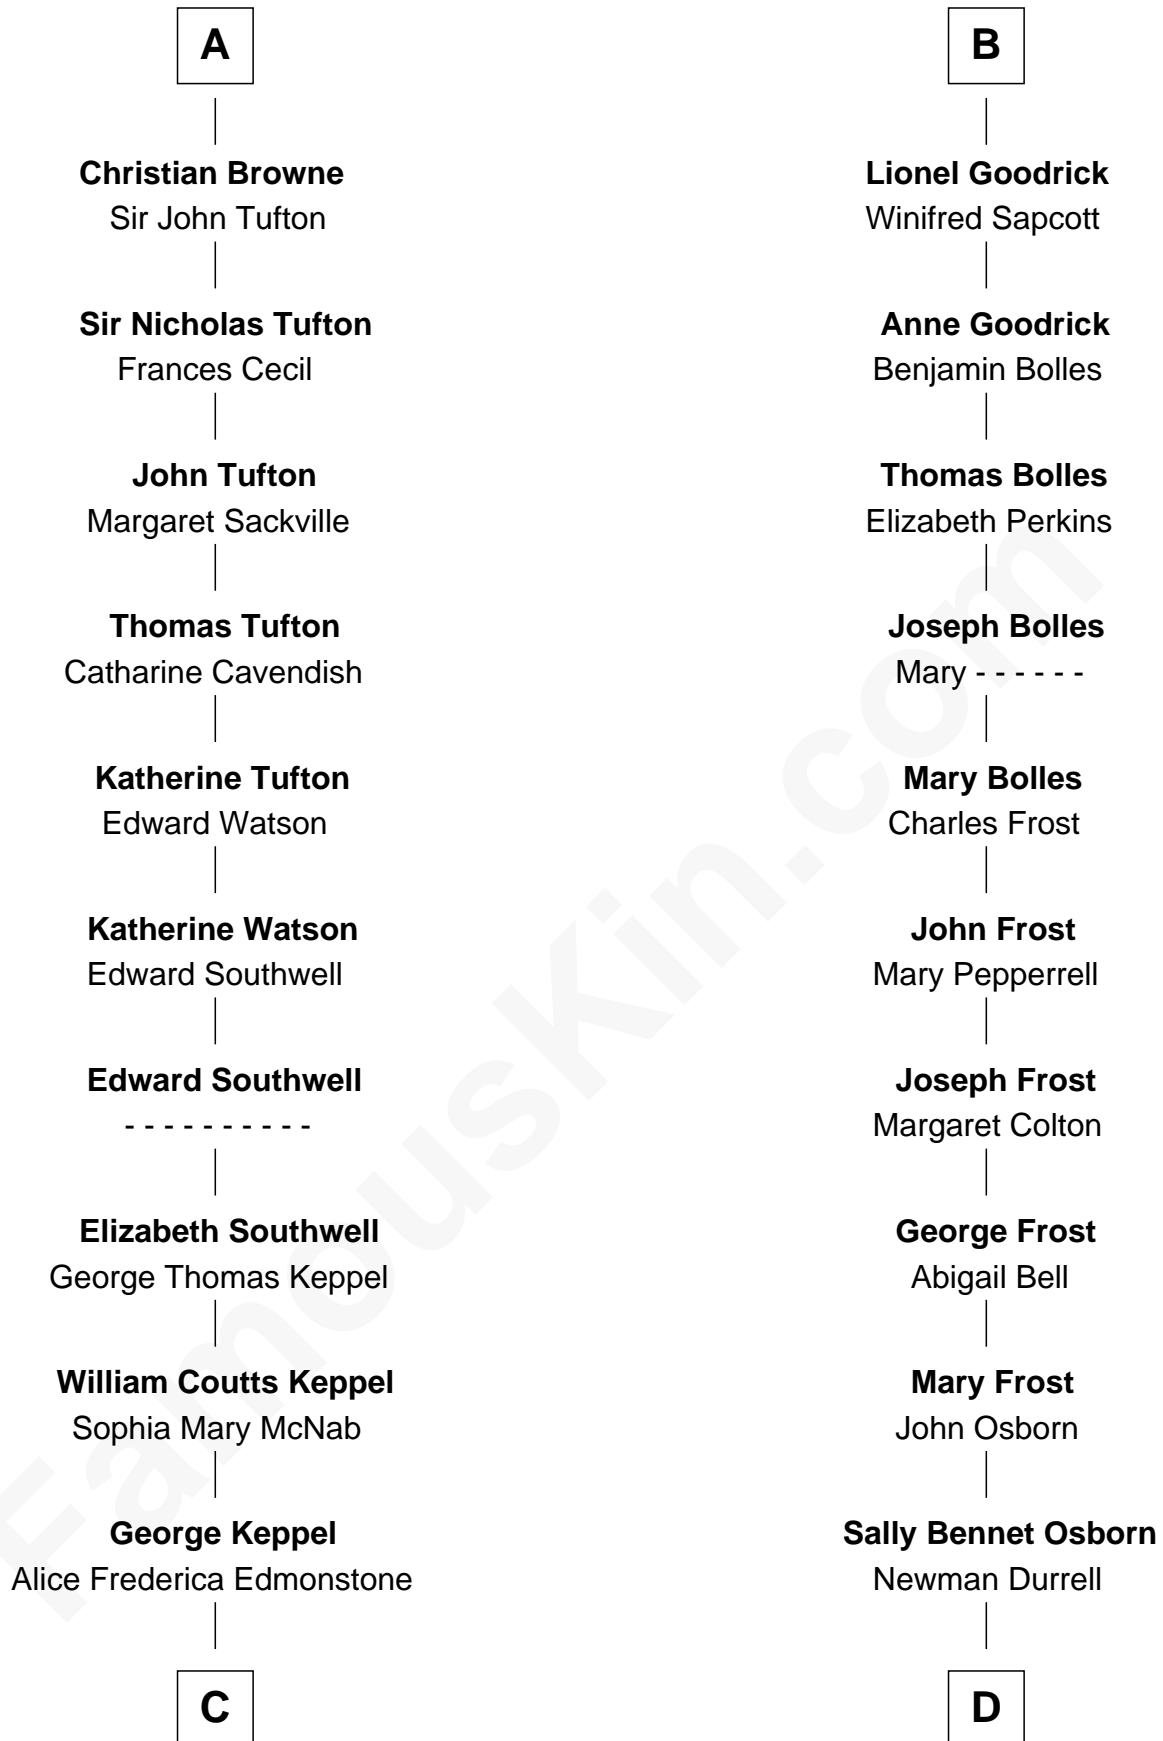 A
Christian Browne
Sir John Tufton
Sir Nicholas Tufton
Frances Cecil
John Tufton
Margaret Sackville
Thomas Tufton
Catharine Cavendish
Katherine Tufton
Edward Watson
Katherine Watson
Edward Southwell
Edward Southwell
- - - - - - - - - -
Elizabeth Southwell
George Thomas Keppel
William Coutts Keppel
Sophia Mary McNab
George Keppel
Alice Frederica Edmonstone
C
B
Lionel Goodrick
Winifred Sapcott
Anne Goodrick
Benjamin Bolles
Thomas Bolles
Elizabeth Perkins
Joseph Bolles
Mary - - - - - -
Mary Bolles
Charles Frost
John Frost
Mary Pepperrell
Joseph Frost
Margaret Colton
George Frost
Abigail Bell
Mary Frost
John Osborn
Sally Bennet Osborn
Newman Durrell
D
FamousKin.com